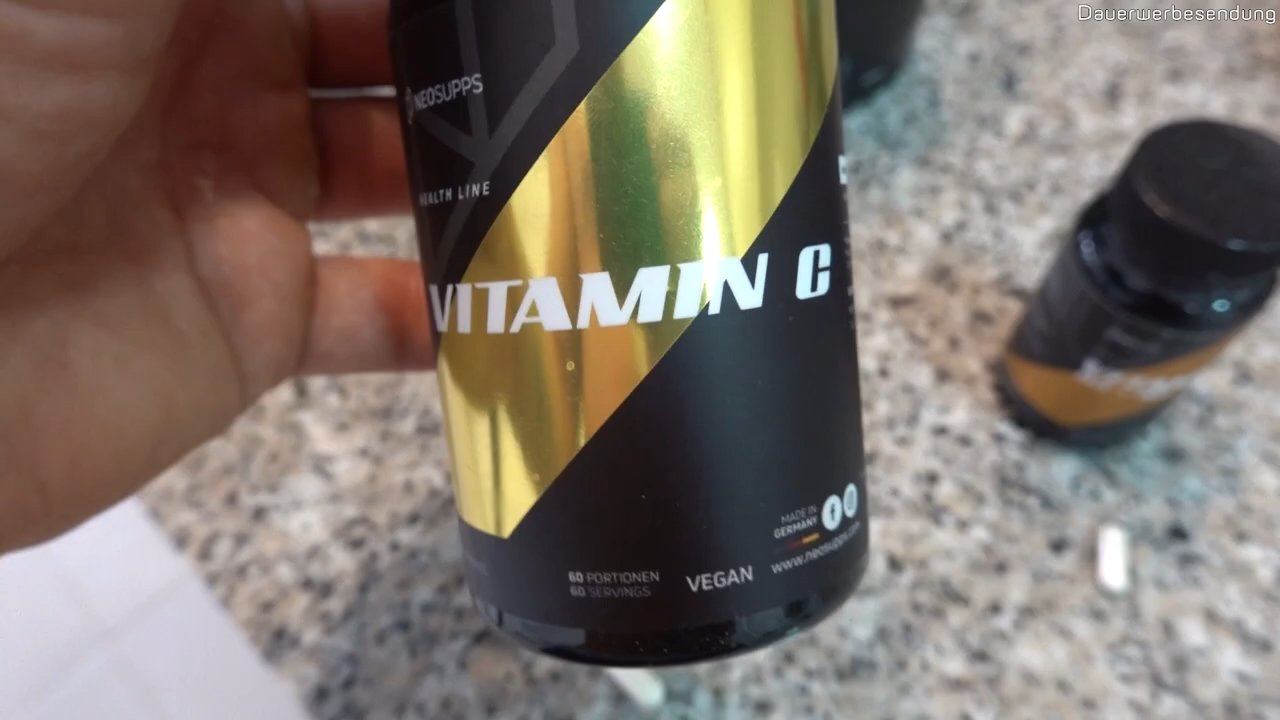 Dauerwerbesendung
NEOSUPPS
HEALTH LINE
VITAMIN C
MADE IN
GERMANY
www.neosupps.com
60 PORTIONEN
60 SERVINGS
VEGAN